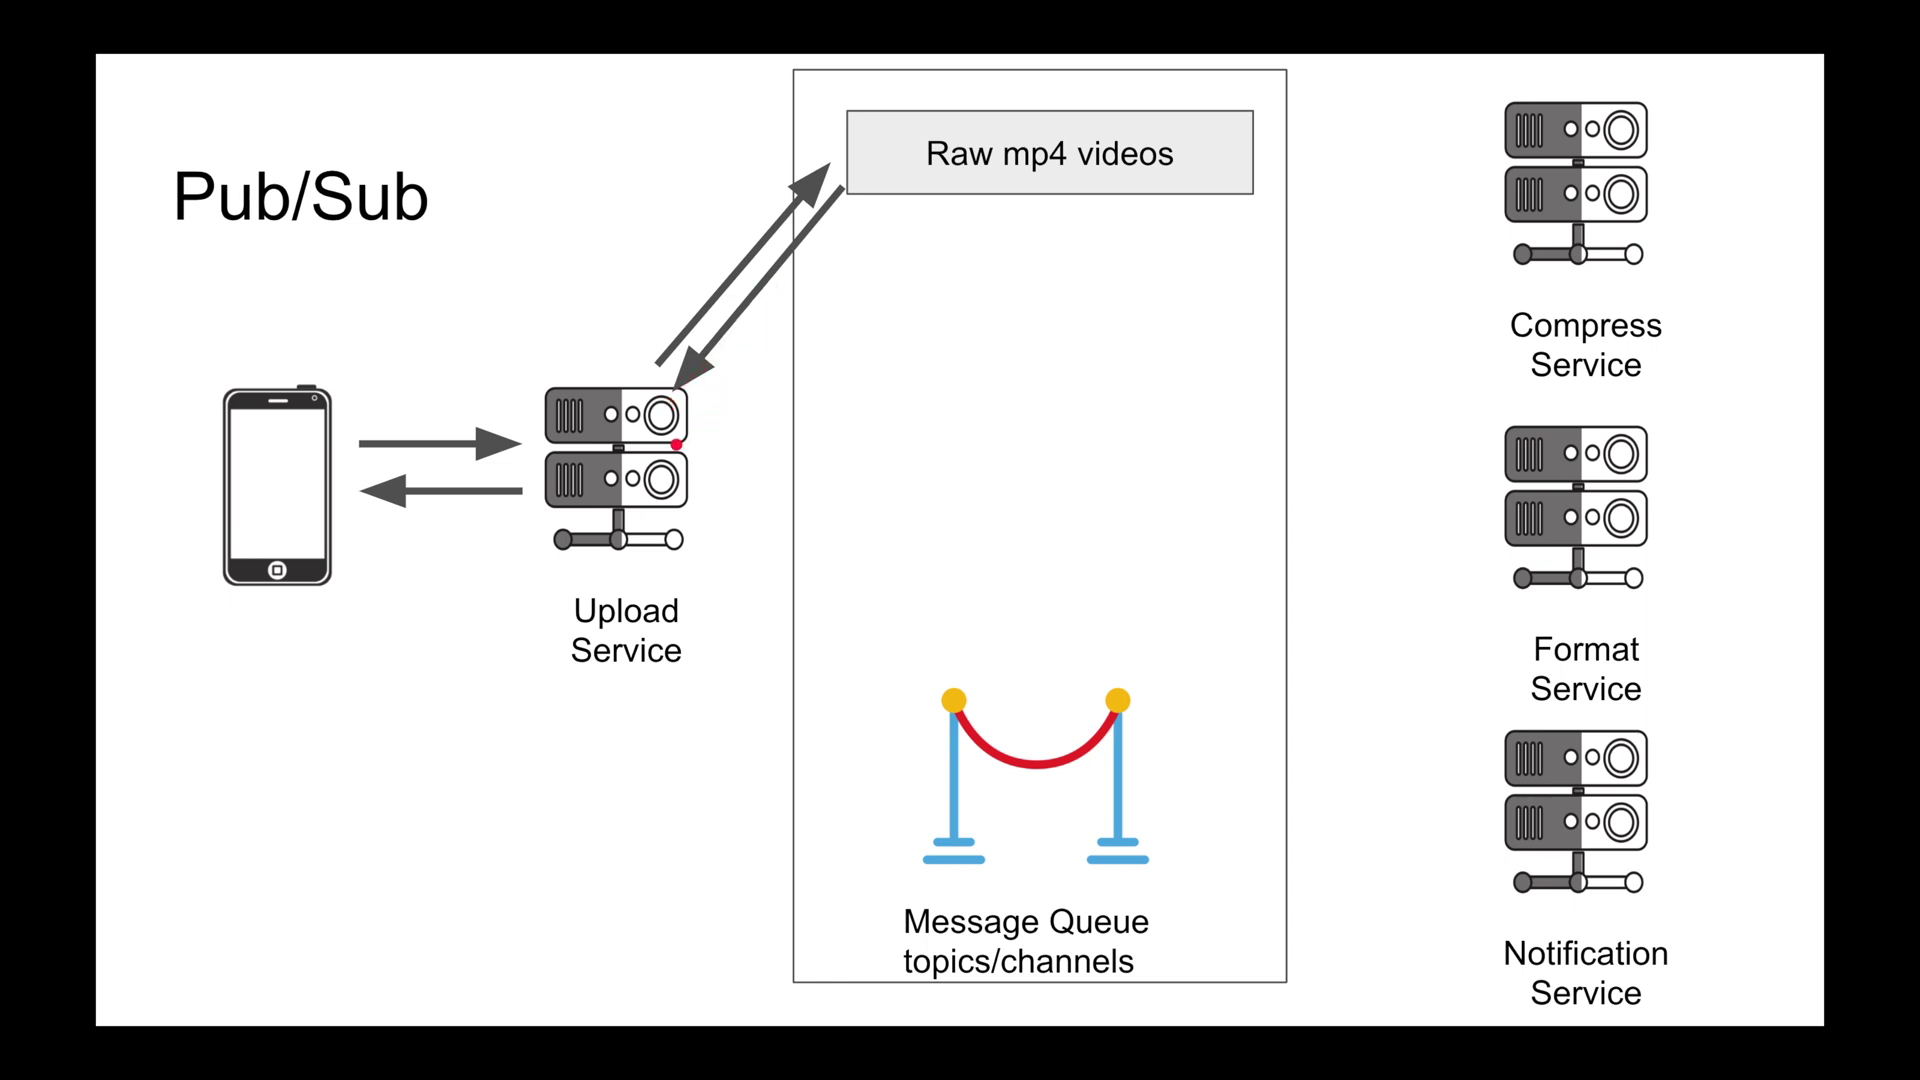 Pub/Sub
Raw mp4 videos
Upload
Service
Message Queue
topics/channels
Compress
Service
Format
Service
Notification
Service